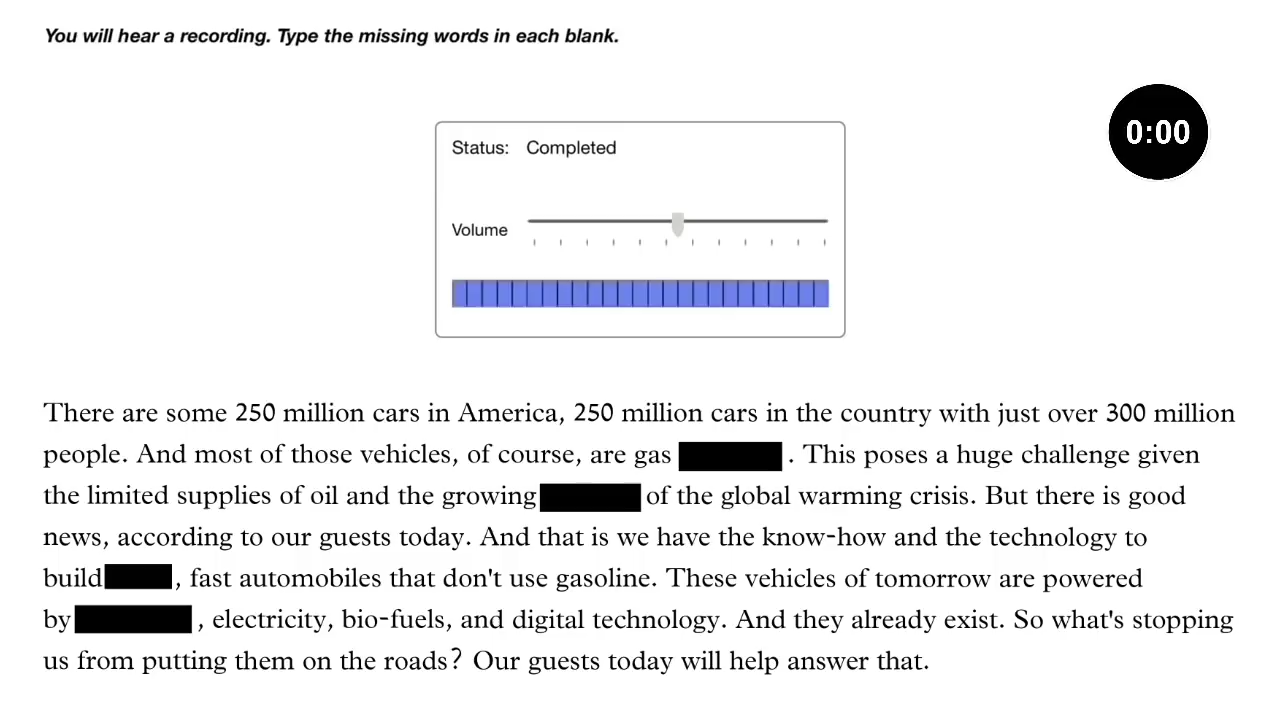 You will hear a recording. Type the missing words in each blank.
0:00
Status: Completed
Volume
There are some 250 million cars in America, 250 million cars in the country with just over 300 million
people. And most of those vehicles, of course, are gas . This poses a huge challenge given
the limited supplies of oil and the growing of the global warming crisis. But there is good
news, according to our guests today. And that is we have the know-how and the technology to
build , fast automobiles that don't use gasoline. These vehicles of tomorrow are powered
by , electricity, bio-fuels, and digital technology. And they already exist. So what's stopping
us from putting them on the roads? Our guests today will help answer that.